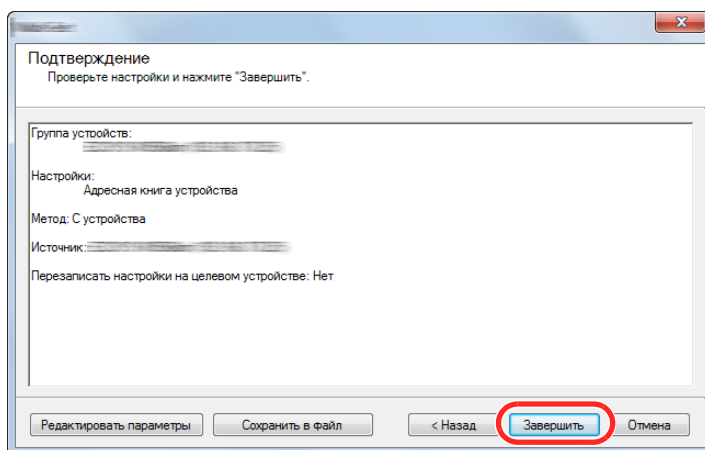 Подтверждение
Проверьте настройки и нажмите "Завершить".
Группа устройств:
Настройки:
Адресная книга устройства
Метод: С устройства
Источник:
Перезаписать настройки на целевом устройстве: Нет
Редактировать параметры Сохранить в файл < Назад Завершить Отмена